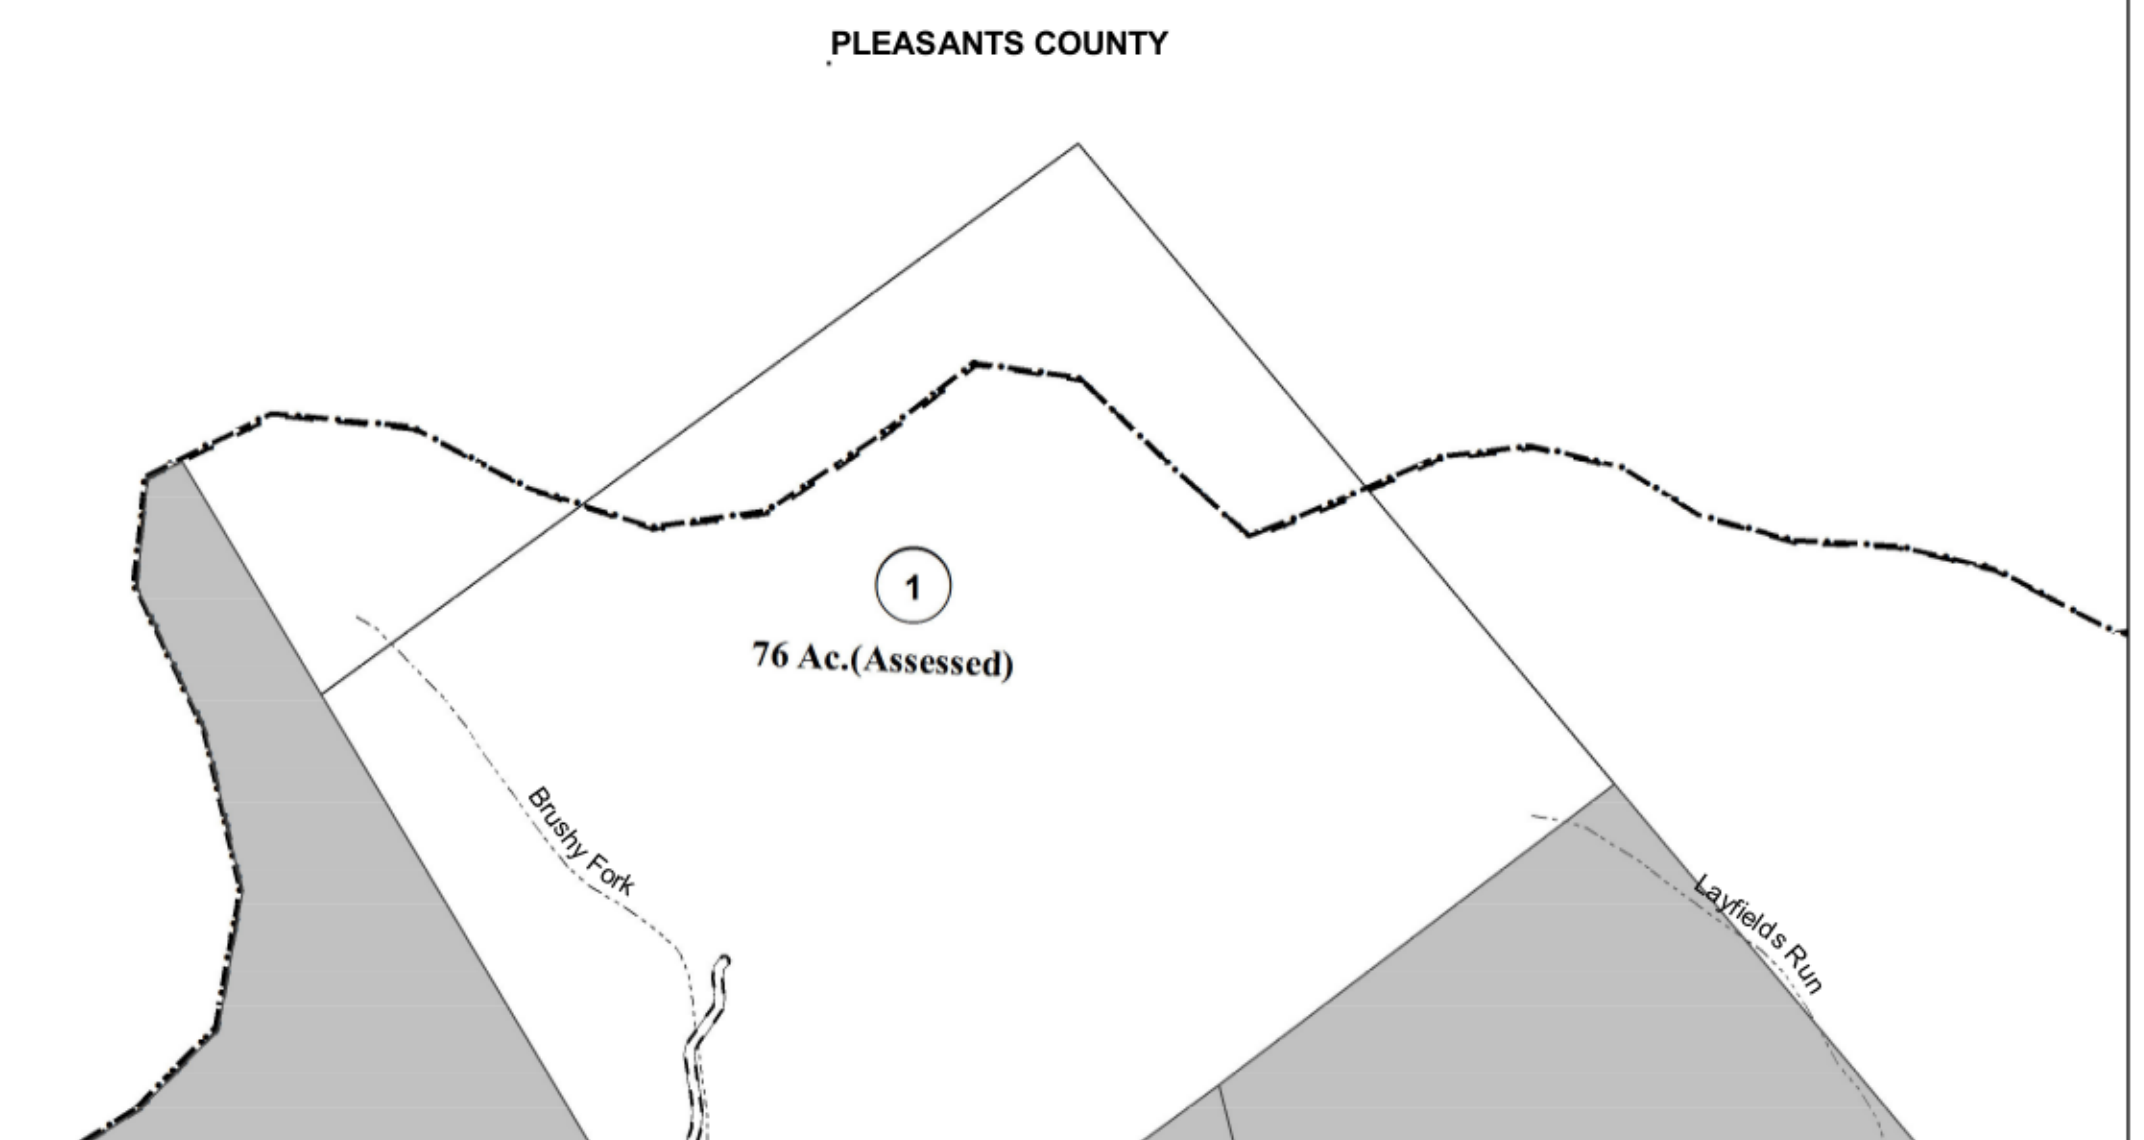 PLEASANTS COUNTY
1
76 Ac.(Assessed)
Brushy Fork
Layfields Run